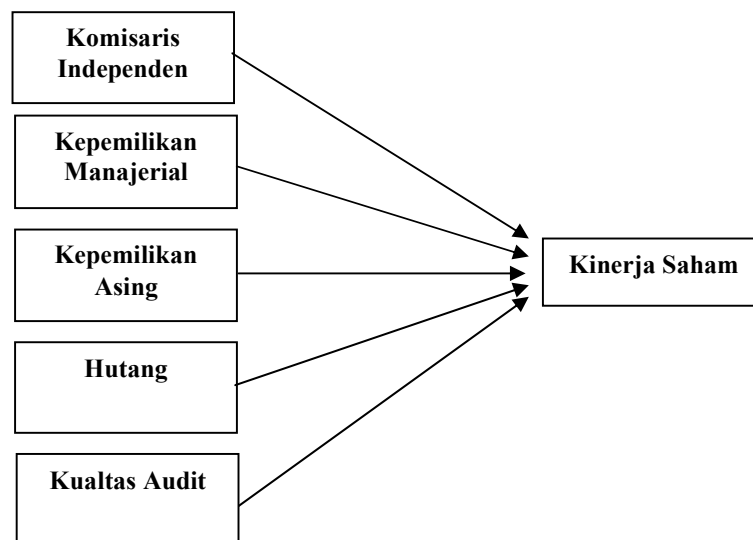 Komisaris
Independen
Kepemilikan
Manajerial
Kepemilikan
Asing
Kinerja Saham
Hutang
Kualtas Audit